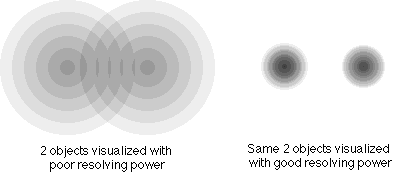 2 objects visualized with
poor resolving power
Same 2 objects visualized
with good resolving power